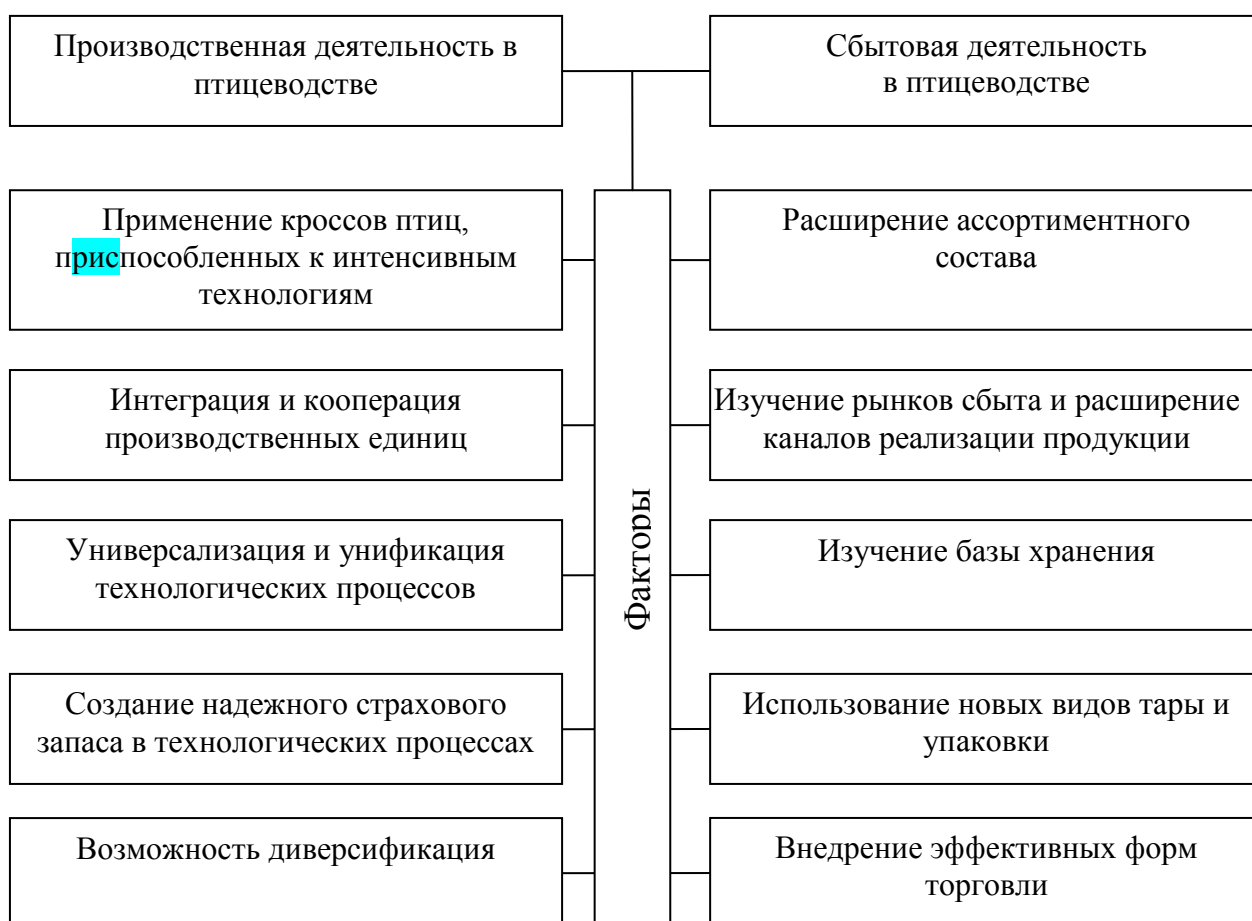 Производственная деятельность в
птицеводстве
Сбытовая деятельность
в птицеводстве
Применение кроссов птиц,
приспособленных к интенсивным
технологиям
Расширение ассортиментного
состава
Интеграция и кооперация
производственных единиц
Изучение рынков сбыта и расширение
каналов реализации продукции
Факторы
Универсализация и унификация
технологических процессов
Изучение базы хранения
Создание надежного страхового
запаса в технологических процессах
Использование новых видов тары и
упаковки
Возможность диверсификация
Внедрение эффективных форм
торговли